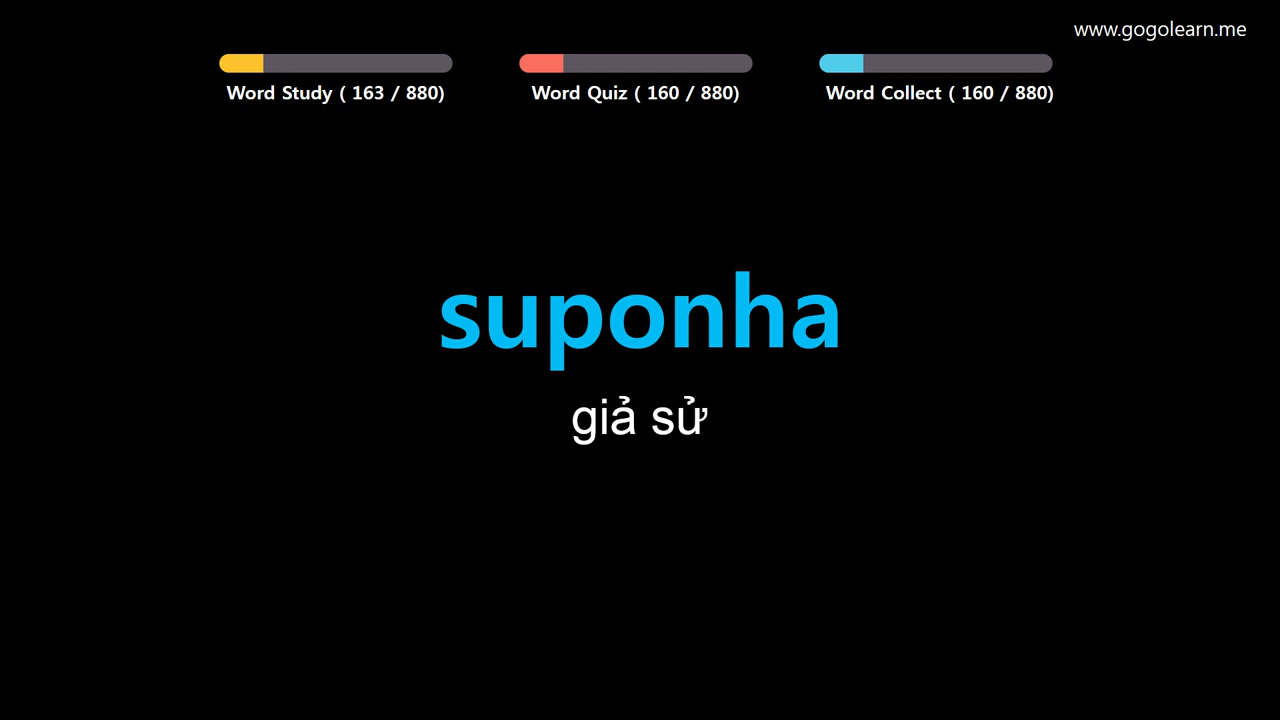 www.gogolearn.me
Word Study ( 163 / 880)
Word Quiz ( 160 / 880)
Word Collect ( 160 / 880)
suponha
giả sử